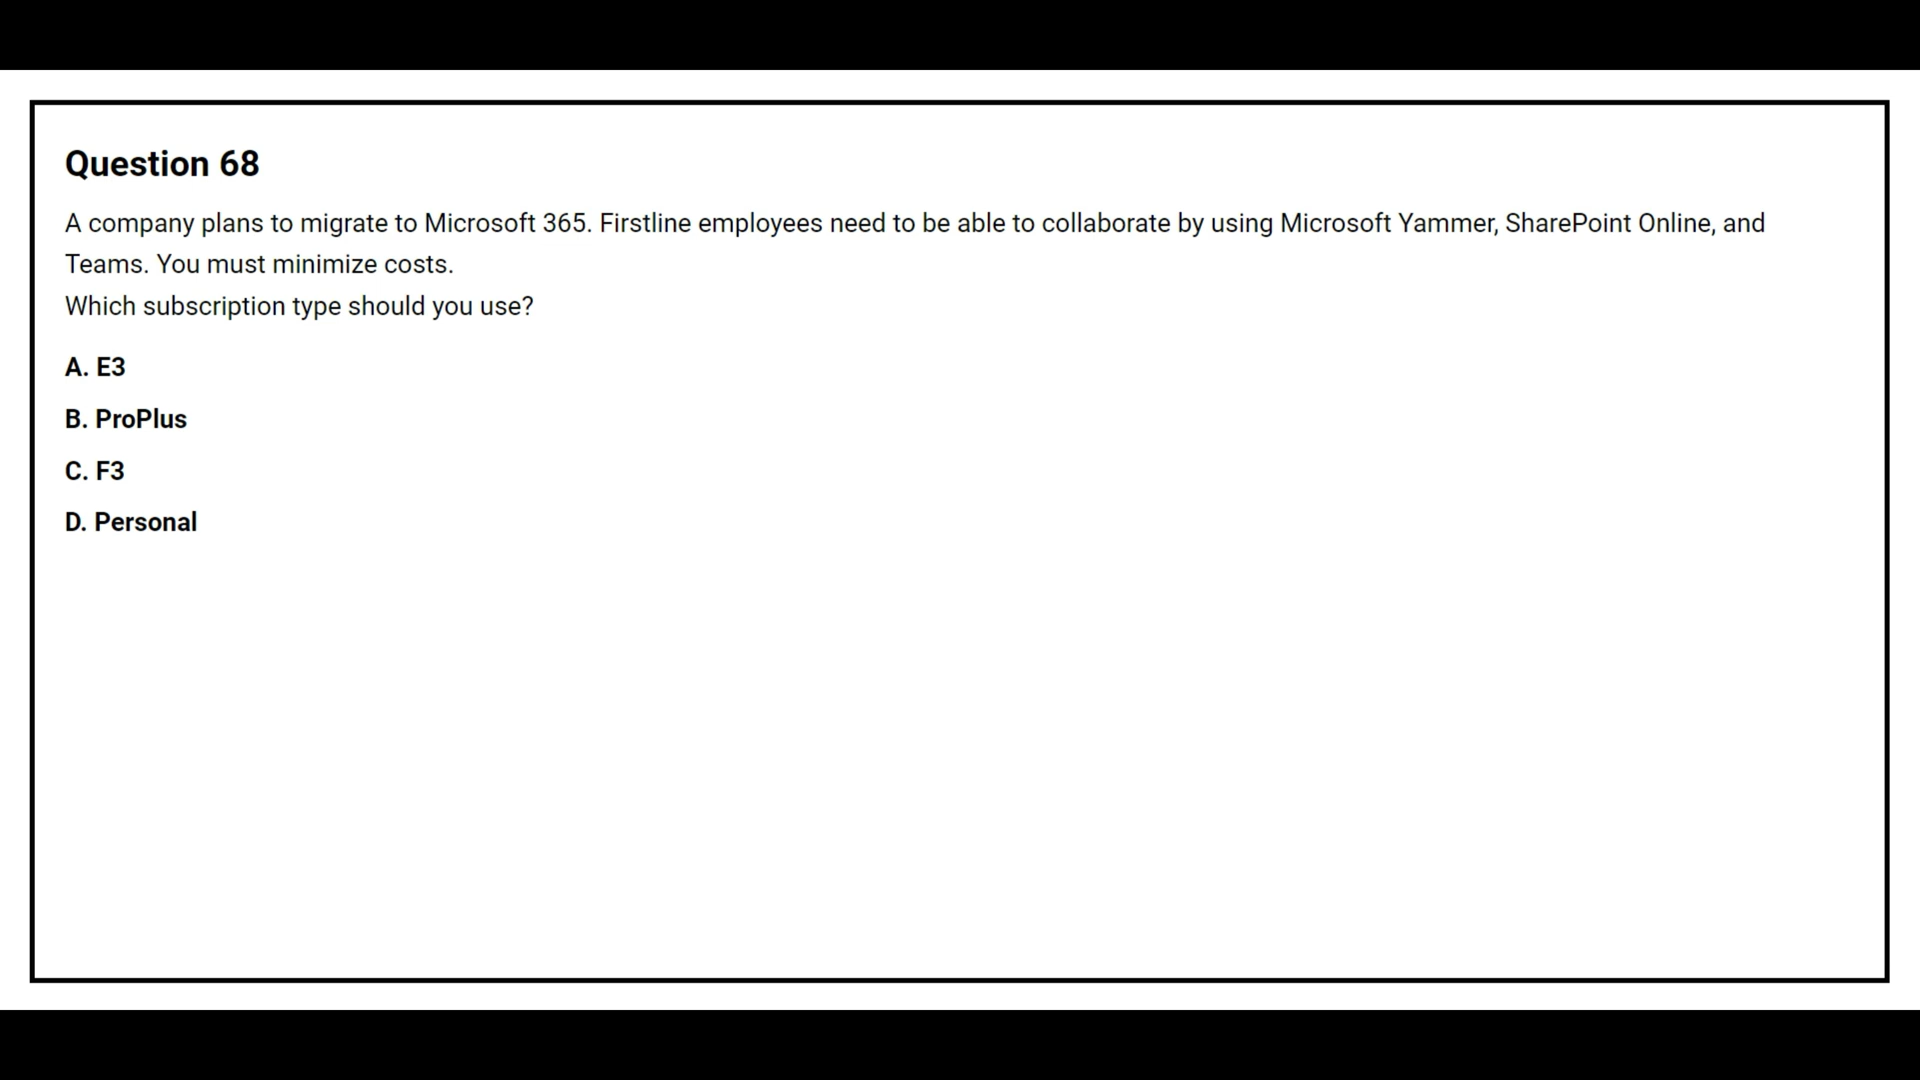 Question 68
A company plans to migrate to Microsoft 365. Firstline employees need to be able to collaborate by using Microsoft Yammer, SharePoint Online, and
Teams. You must minimize costs.
Which subscription type should you use?
A. E3
B. ProPlus
C. F3
D. Personal